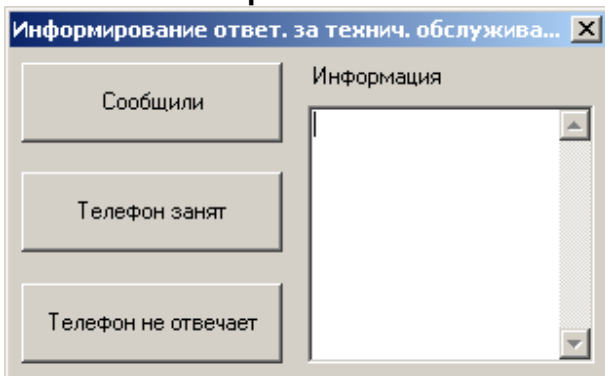 Информирование ответ. за технич. обслужива...
Сообщили
Информация
Телефон занят
Телефон не отвечает